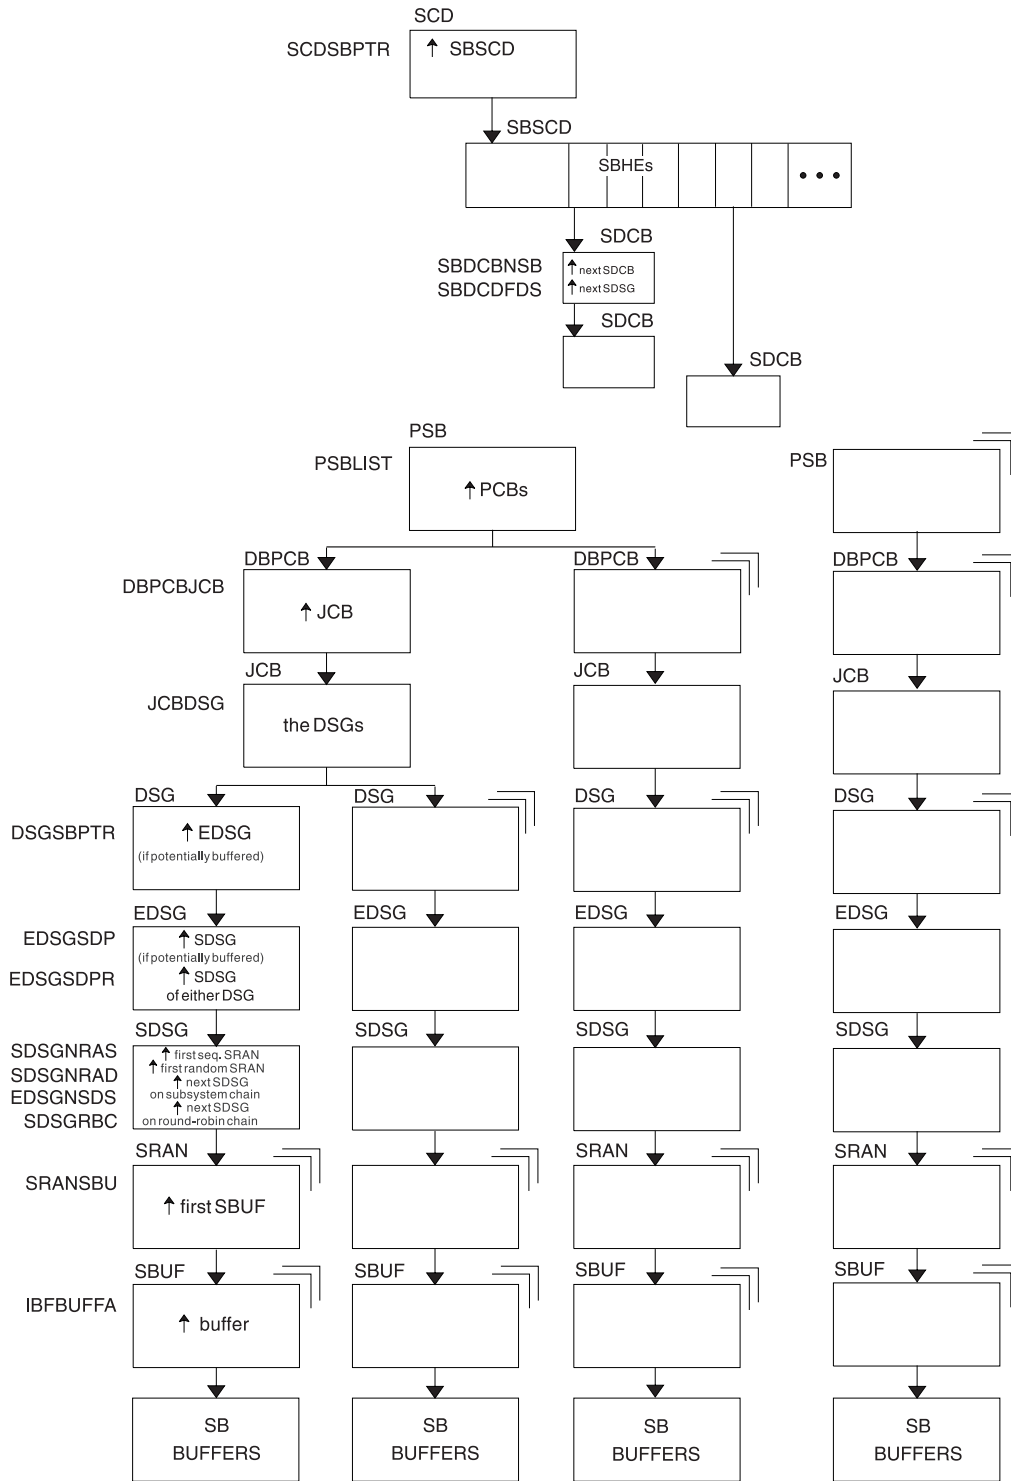 SCD
SCDSBPTR
↑ SBSCD
SBSCD
SBHEs
• • •
SDCB
SBDCBNSB
↑ next SDCB
SBDCDFDS
↑ next SDSG
SDCB
SDCB
PSB
PSBLIST
↑ PCBs
PSB
DBPCB
DBPCB
DBPCB
DBPCBJCB
↑ JCB
JCB
JCB
JCB
JCBDSG
the DSGs
DSG
DSG
DSG
DSG
DSGSBPTR
↑ EDSG
(if potentially buffered)
EDSG
EDSG
EDSG
EDSG
EDSGSDP
↑ SDSG
(if potentially buffered)
EDSGSDPR
↑ SDSG
of either DSG
SDSG
SDSG
SDSG
SDSG
SDSGNRAS
↑ first seq. SRAN
SDSGNRAD
↑ first random SRAN
EDSGNSDS
↑ next SDSG
on subsystem chain
SDSGRBC
↑ next SDSG
on round-robin chain
SRAN
SRAN
SRAN
SRANSBU
↑ first SBUF
SBUF
SBUF
SBUF
SBUF
IBFBUFFA
↑ buffer
SB
BUFFERS
SB
BUFFERS
SB
BUFFERS
SB
BUFFERS